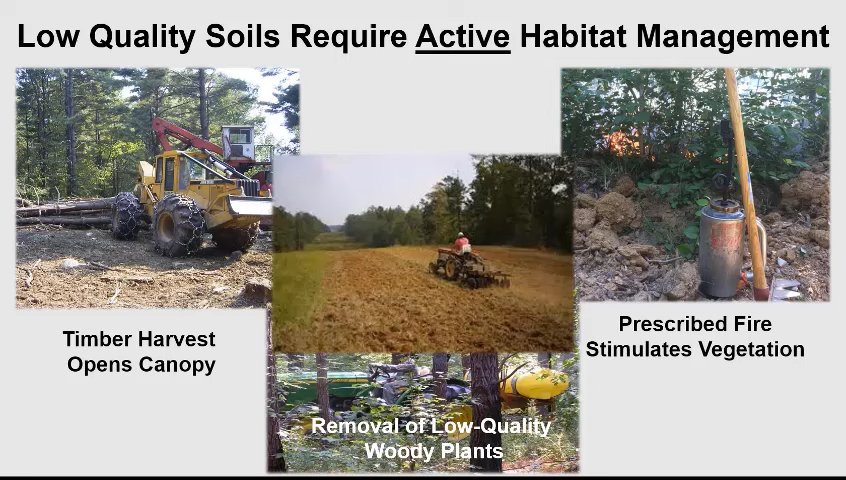 Low Quality Soils Require Active Habitat Management
Timber Harvest
Opens Canopy
Prescribed Fire
Stimulates Vegetation
Removal of Low-Quality
Woody Plants